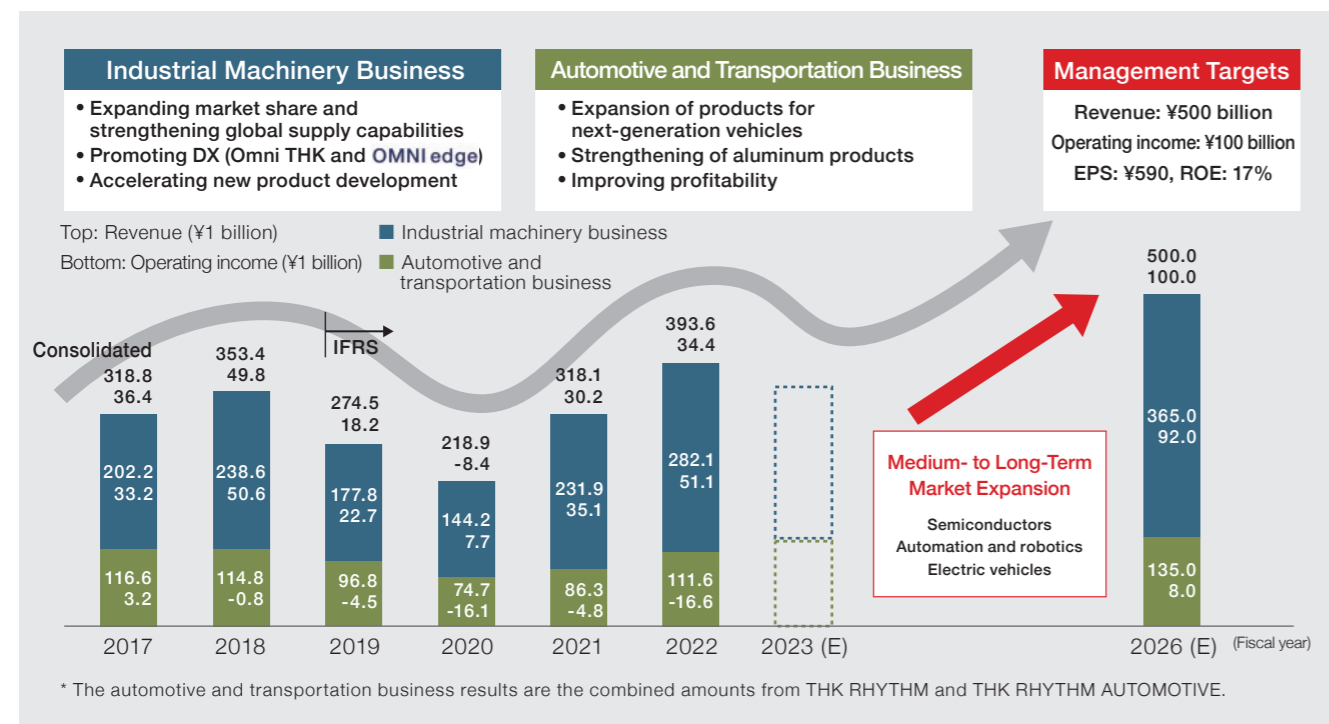 Industrial Machinery Business
• Expanding market share and
strengthening global supply capabilities
• Promoting DX (Omni THK and OMNI edge)
• Accelerating new product development
Automotive and Transportation Business
• Expansion of products for
next-generation vehicles
• Strengthening of aluminum products
• Improving profitability
Management Targets
Revenue: ¥500 billion
Operating income: ¥100 billion
EPS: ¥590, ROE: 17%
Top: Revenue (¥1 billion)
Bottom: Operating income (¥1 billion)
Industrial machinery business
Automotive and
transportation business
Consolidated
IFRS
318.8
36.4
202.2
33.2
116.6
3.2
353.4
49.8
238.6
50.6
114.8
-0.8
274.5
18.2
177.8
22.7
96.8
-4.5
218.9
-8.4
144.2
7.7
74.7
-16.1
318.1
30.2
231.9
35.1
86.3
-4.8
393.6
34.4
282.1
51.1
111.6
-16.6
Medium- to Long-Term
Market Expansion
Semiconductors
Automation and robotics
Electric vehicles
500.0
100.0
365.0
92.0
135.0
8.0
2017
2018
2019
2020
2021
2022
2023 (E)
2026 (E)
(Fiscal year)
* The automotive and transportation business results are the combined amounts from THK RHYTHM and THK RHYTHM AUTOMOTIVE.